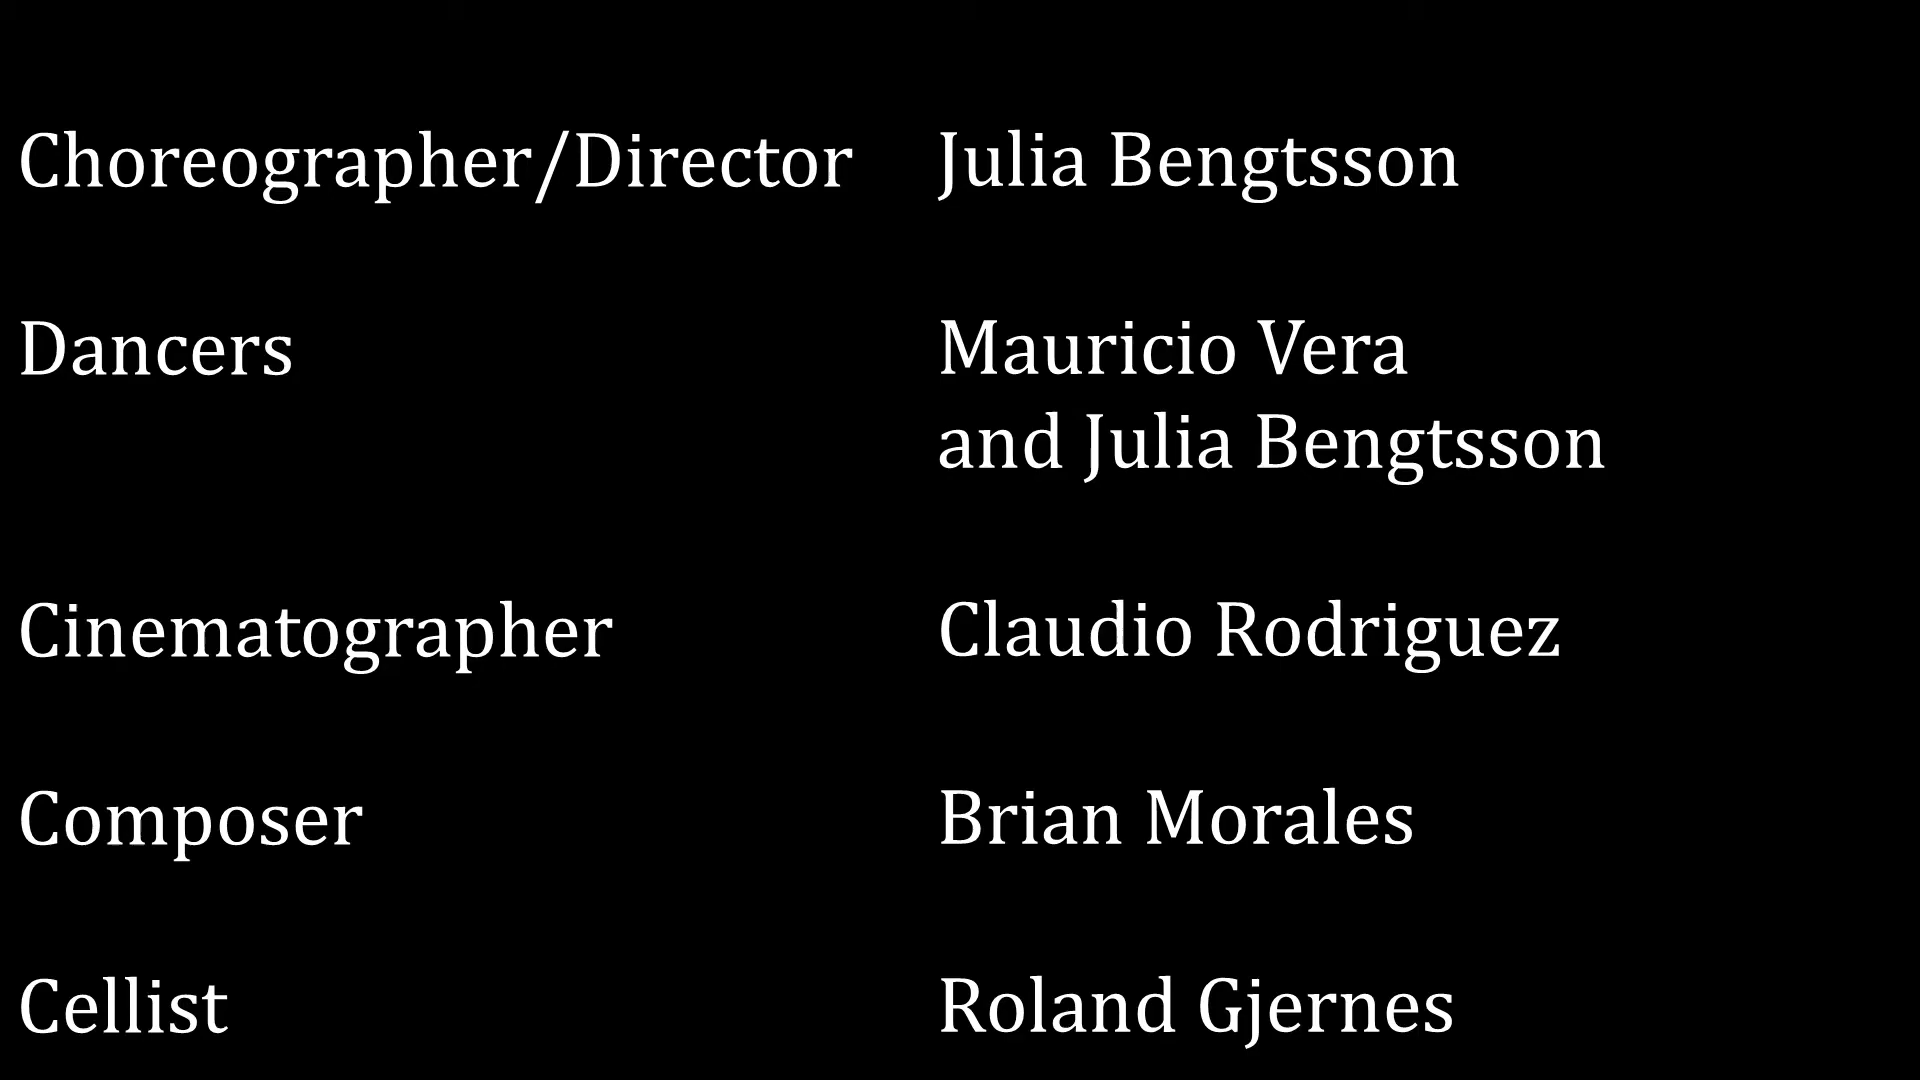 Choreographer/Director Julia Bengtsson
Dancers Mauricio Vera
and Julia Bengtsson
Cinematographer Claudio Rodriguez
Composer Brian Morales
Cellist Roland Gjernes